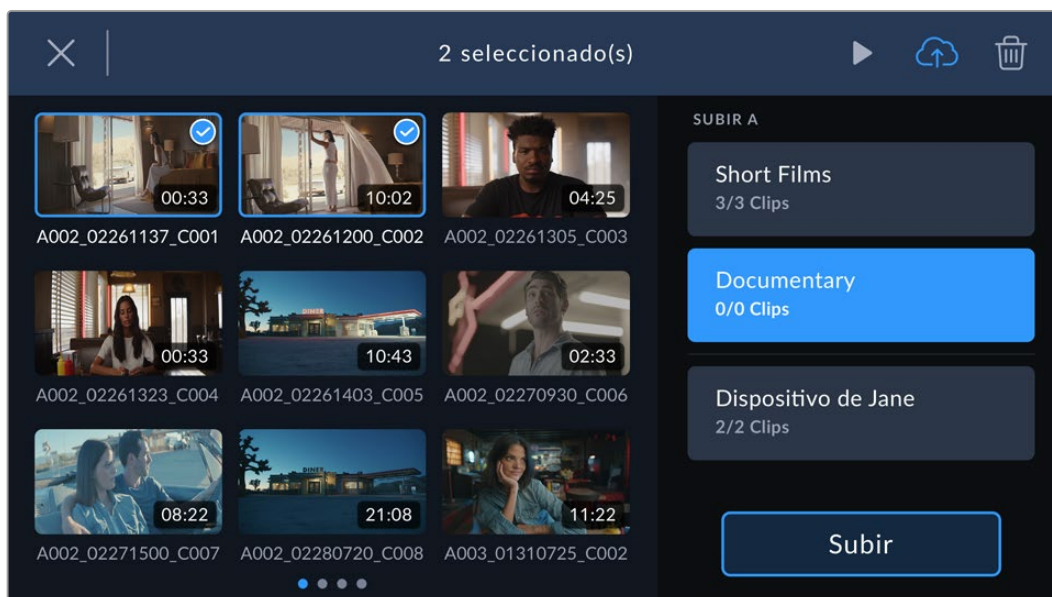 2 seleccionado(s)
00:33
10:02
04:25
A002_02261137_C001
A002_02261200_C002
A002_02261305_C003
DINER
00:33
10:43
02:33
A002_02261323_C004
A002_02261403_C005
A002_02270930_C006
DINER
08:22
21:08
11:22
A002_02271500_C007
A002_02280720_C008
A003_01310725_C002
SUBIR A
Short Films
3/3 Clips
Documentary
0/0 Clips
Dispositivo de Jane
2/2 Clips
Subir